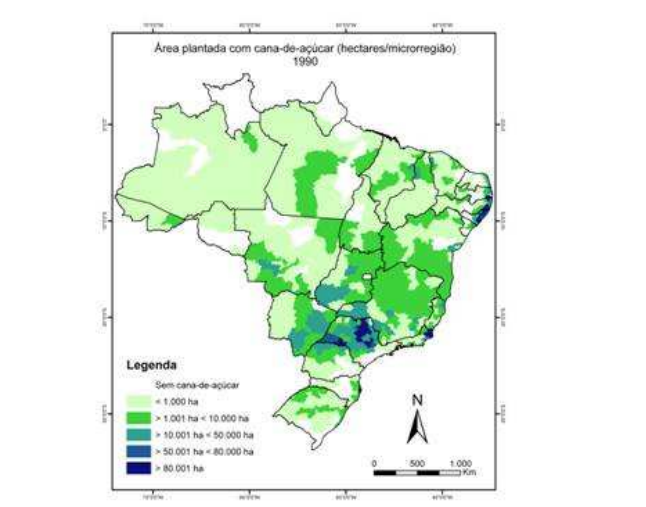 Área plantada com cana-de-açúcar (hectares/microrregião)
1990
Legenda
Sem cana-de-açúcar
< 1.000 ha
> 1.001 ha < 10.000 ha
> 10.001 ha < 50.000 ha
> 50.001 ha < 80.000 ha
> 80.001 ha
N
0 500 1.000
Km